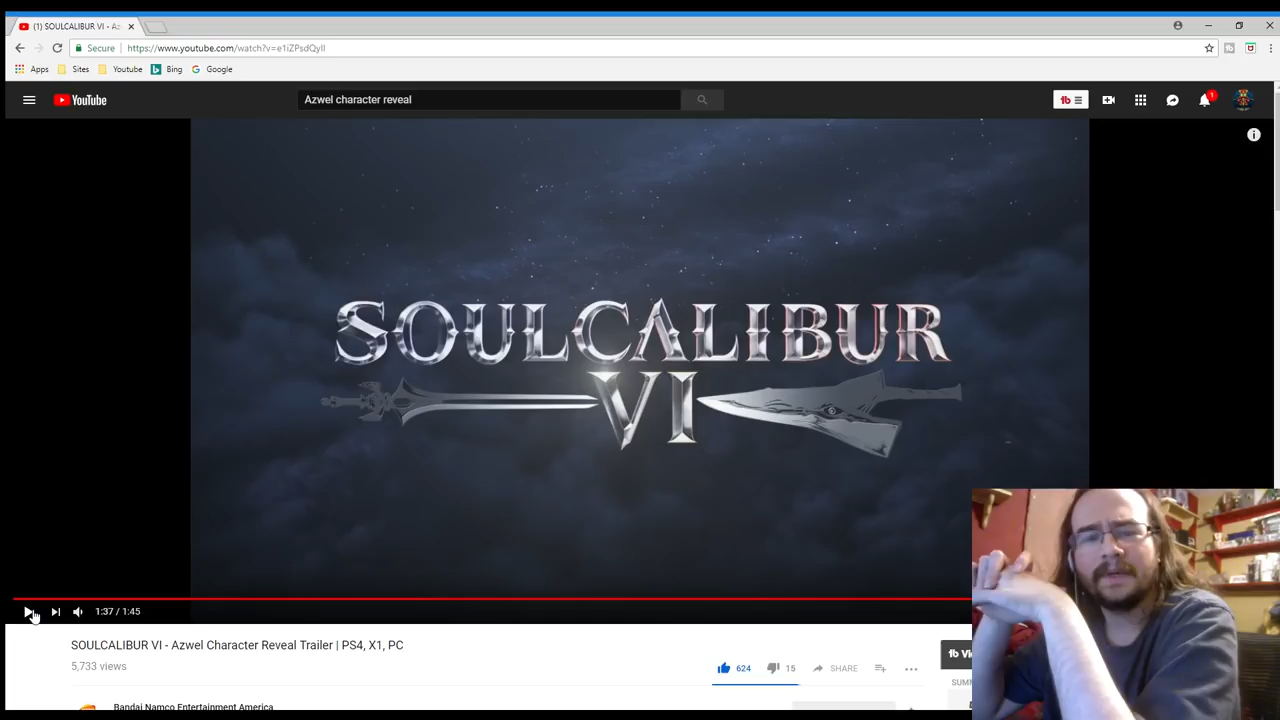 (1) SOULCALIBUR VI - Az
Secure https://www.youtube.com/watch?v=e1iZPsdQyII
Apps Sites Youtube Bing Google
YouTube Azwel character reveal 1
SOULCALIBUR
VI
1:37 / 1:45
SOULCALIBUR VI - Azwel Character Reveal Trailer | PS4, X1, PC
5,733 views
624 15 SHARE
Bandai Namco Entertainment America